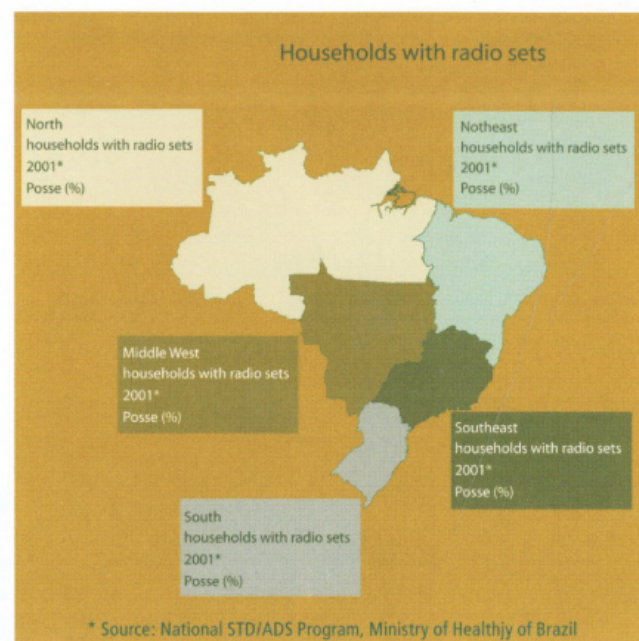 Households with radio sets
North
households with radio sets
2001*
Posse (%)
Notheast
households with radio sets
2001*
Posse (%)
Middle West
households with radio sets
2001*
Posse (%)
Southeast
households with radio sets
2001*
Posse (%)
South
households with radio sets
2001*
Posse (%)
* Source: National STD/ADS Program, Ministry of Healthjy of Brazil